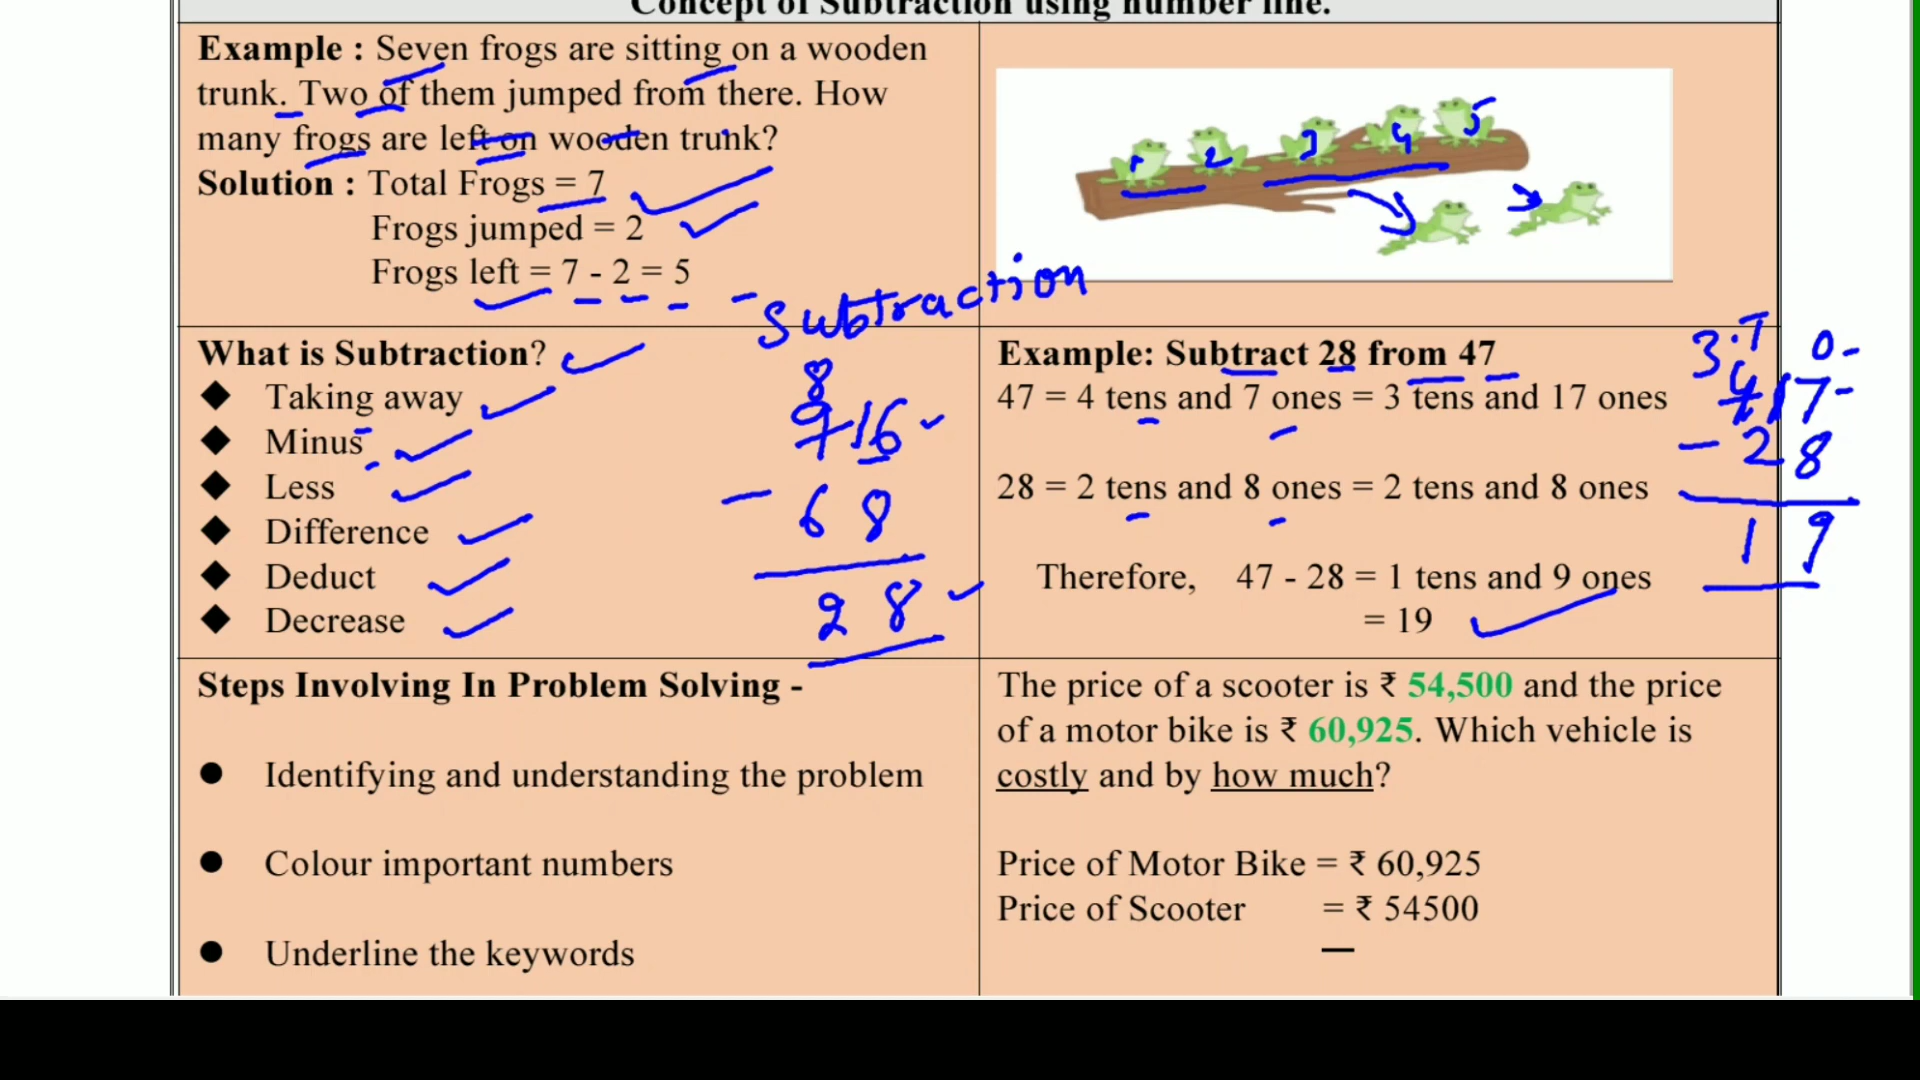 Concept of Subtraction using number line.
Example : Seven frogs are sitting on a wooden
trunk. Two of them jumped from there. How
many frogs are left on wooden trunk?
Solution : Total Frogs = 7
Frogs jumped = 2
Frogs left = 7 - 2 = 5
1 2 3 4 5
- Subtraction
What is Subtraction?
◆ Taking away
◆ Minus
◆ Less
◆ Difference
◆ Deduct
◆ Decrease
8
9 16
- 6 8
2 8
Example: Subtract 28 from 47
47 = 4 tens and 7 ones = 3 tens and 17 ones
28 = 2 tens and 8 ones = 2 tens and 8 ones
Therefore, 47 - 28 = 1 tens and 9 ones
= 19
T O
3
4 17
- 2 8
1 9
Steps Involving In Problem Solving -
● Identifying and understanding the problem
● Colour important numbers
● Underline the keywords
The price of a scooter is ₹ 54,500 and the price
of a motor bike is ₹ 60,925. Which vehicle is
costly and by how much?
Price of Motor Bike = ₹ 60,925
Price of Scooter = ₹ 54500
—